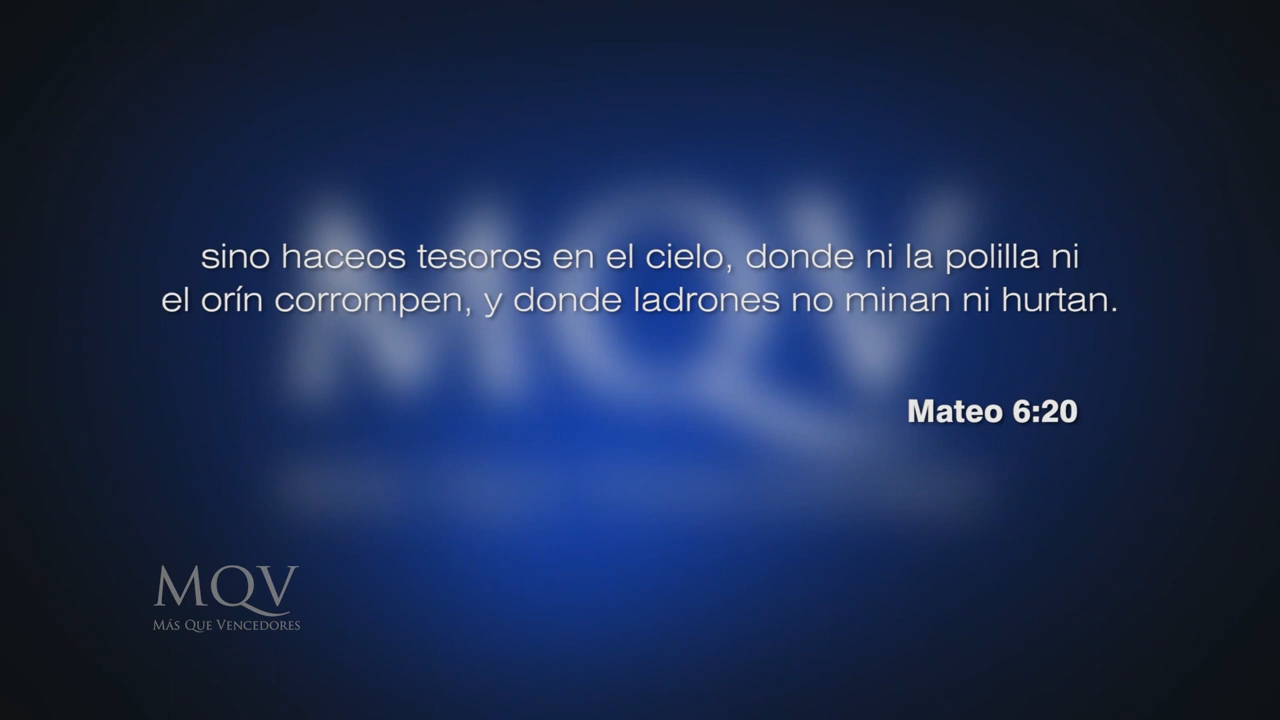 sino haceos tesoros en el cielo, donde ni la polilla ni
el orín corrompen, y donde ladrones no minan ni hurtan.
Mateo 6:20
MQV
MÁS QUE VENCEDORES